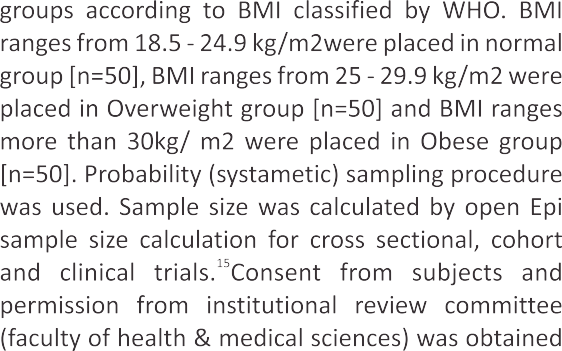 groups according to BMI classified by WHO. BMI
ranges from 18.5 - 24.9 kg/m2were placed in normal
group [n=50], BMI ranges from 25 - 29.9 kg/m2 were
placed in Overweight group [n=50] and BMI ranges
more than 30kg/ m2 were placed in Obese group
[n=50]. Probability (systametic) sampling procedure
was used. Sample size was calculated by open Epi
sample size calculation for cross sectional, cohort
and clinical trials.15Consent from subjects and
permission from institutional review committee
(faculty of health & medical sciences) was obtained